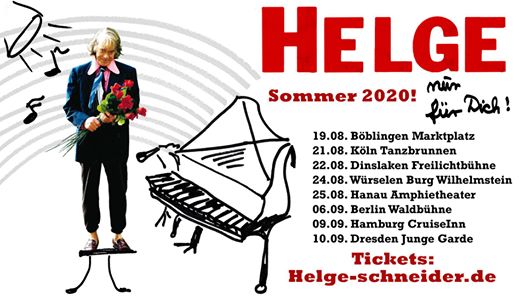 HELGE
Sommer 2020!
nur
für Dich!
19.08. Böblingen Marktplatz
21.08. Köln Tanzbrunnen
22.08. Dinslaken Freilichtbühne
24.08. Würselen Burg Wilhelmstein
25.08. Hanau Amphietheater
06.09. Berlin Waldbühne
09.09. Hamburg CruiseInn
10.09. Dresden Junge Garde
Tickets:
Helge-schneider.de